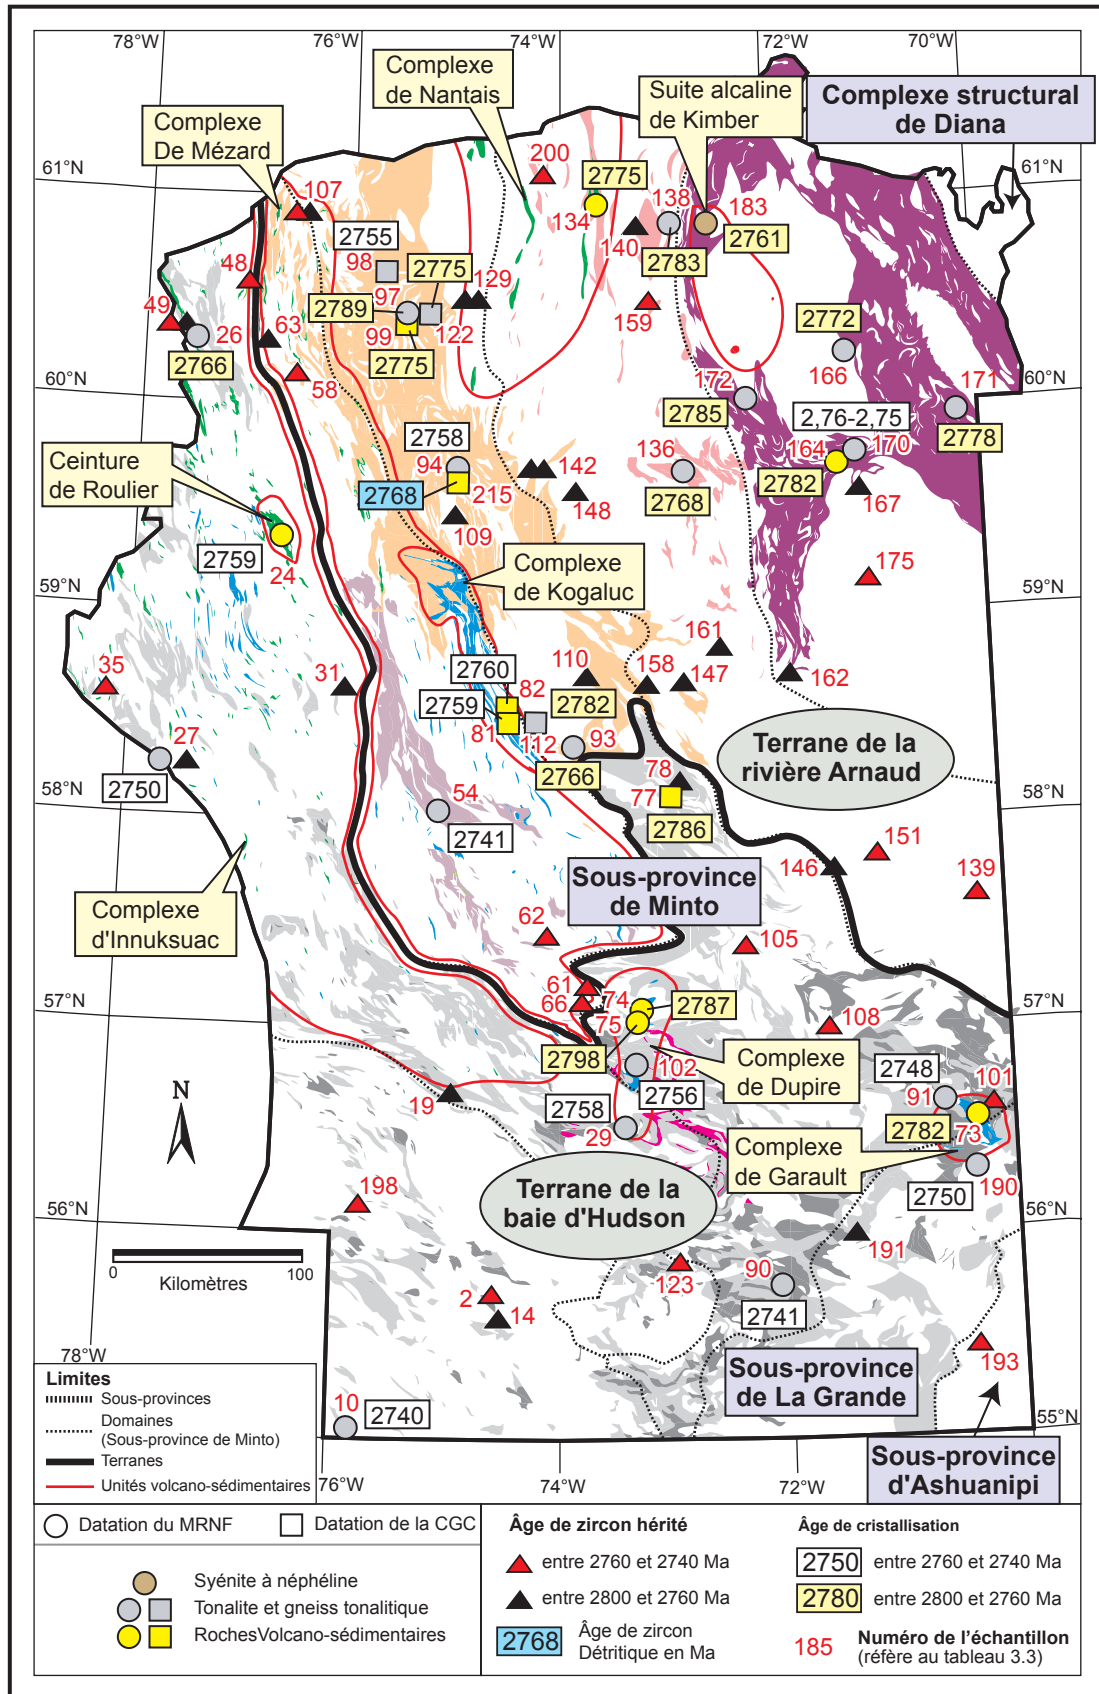 78°W
76°W
74°W
72°W
70°W
Complexe
de Nantais
Suite alcaline
de Kimber
Complexe structural
de Diana
Complexe
De Mézard
61°N
61°N
200
2775
107
138
183
134
140
2755
2783
2761
98
2775
129
48
97
2789
159
49
63
99
122
2772
26
2766
2775
166
58
60°N
172
171
60°N
2785
2,76-2,75
2778
2758
136
164
170
94
142
2782
Ceinture
de Roulier
2768
215
2768
167
148
109
2759
24
Complexe
de Kogaluc
175
59°N
59°N
161
2760
110
158
147
35
31
82
162
2759
2782
81
112
93
Terrane de la
rivière Arnaud
27
2766
78
2750
77
58°N
58°N
54
2786
2741
151
146
139
Sous-province
de Minto
Complexe
d'Innuksuac
62
105
61
74
57°N
66
2787
57°N
75
108
2798
Complexe
de Dupire
102
2748
101
2758
2756
91
19
29
2782
73
Complexe
de Garault
N
190
2750
198
Terrane de la
baie d'Hudson
56°N
56°N
191
0
100
Kilomètres
123
90
2
14
2741
78°W
193
Sous-province
de La Grande
Limites
Sous-provinces
Domaines
(Sous-province de Minto)
Terranes
Unités volcano-sédimentaires
10
2740
55°N
Sous-province
d'Ashuanipi
76°W
74°W
72°W
Datation du MRNF
Datation de la CGC
Syénite à néphéline
Tonalite et gneiss tonalitique
RochesVolcano-sédimentaires
Âge de zircon hérité
entre 2760 et 2740 Ma
entre 2800 et 2760 Ma
2768
Âge de zircon
Détritique en Ma
Âge de cristallisation
2750
entre 2760 et 2740 Ma
2780
entre 2800 et 2760 Ma
185
Numéro de l'échantillon
(réfère au tableau 3.3)